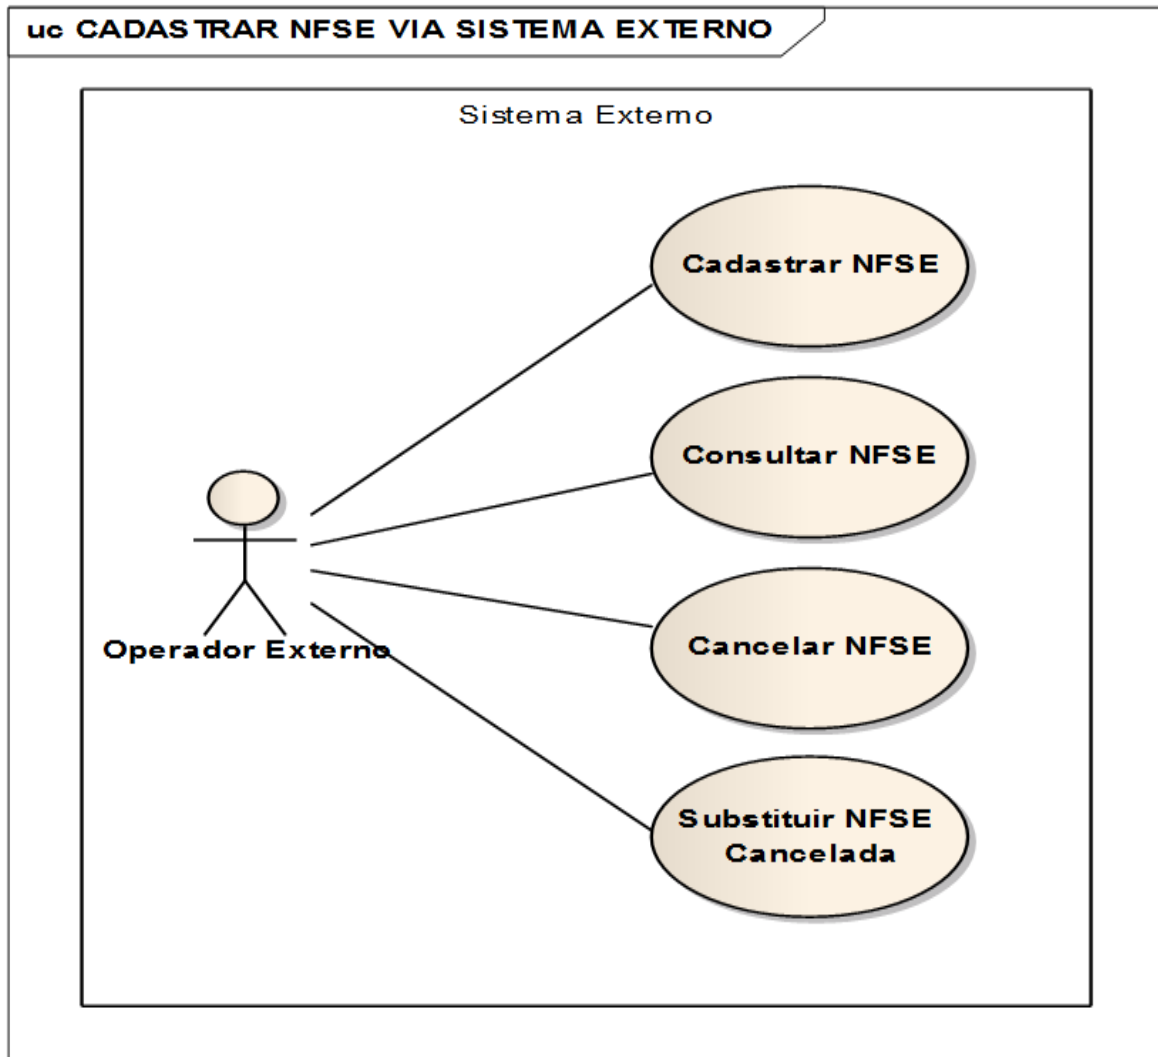 uc CADASTRAR NFSE VIA SISTEMA EXTERNO
Sistema Externo
Cadastrar NFSE
Consultar NFSE
Cancelar NFSE
Operador Externo
Substituir NFSE
Cancelada